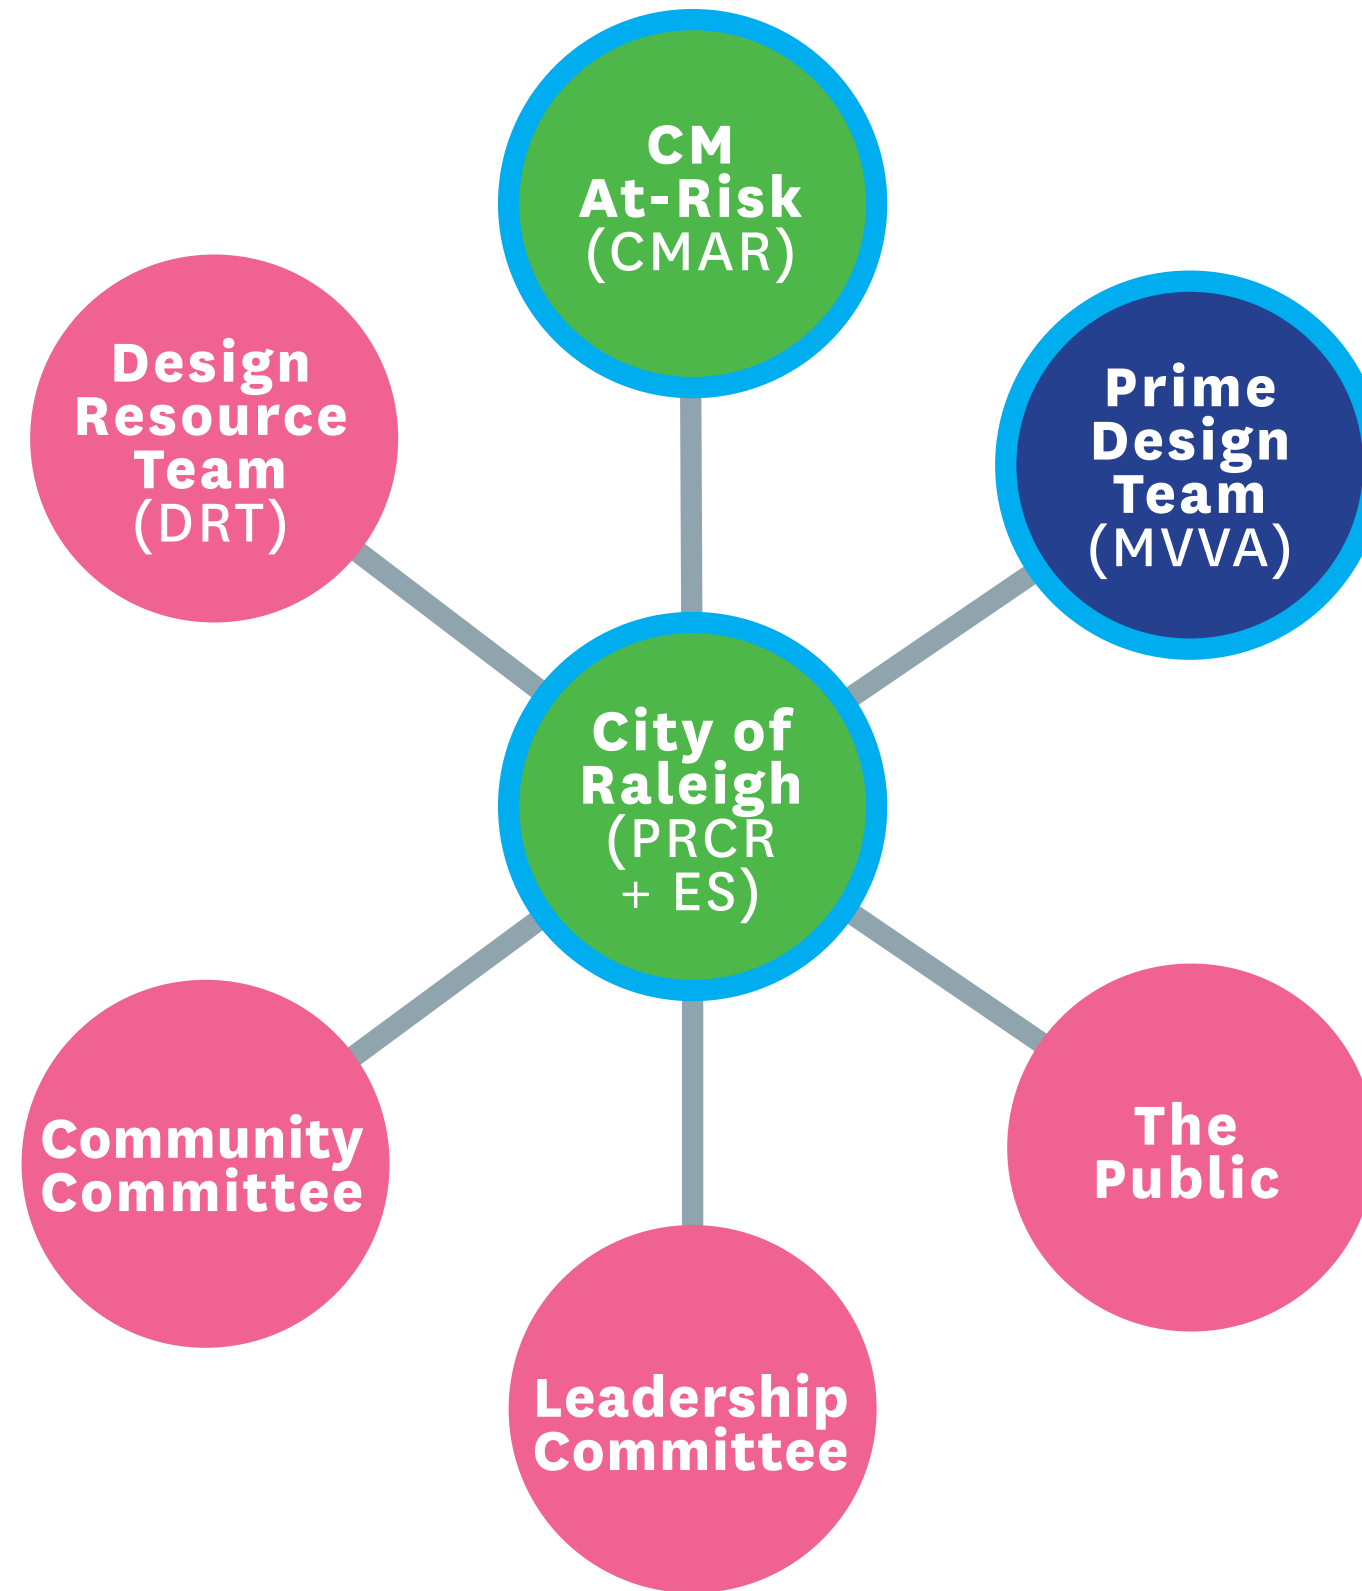 CM
At-Risk
(CMAR)
Design
Resource
Team
(DRT)
Prime
Design
Team
(MVVA)
City of
Raleigh
(PRCR
+ ES)
Community
Committee
The
Public
Leadership
Committee